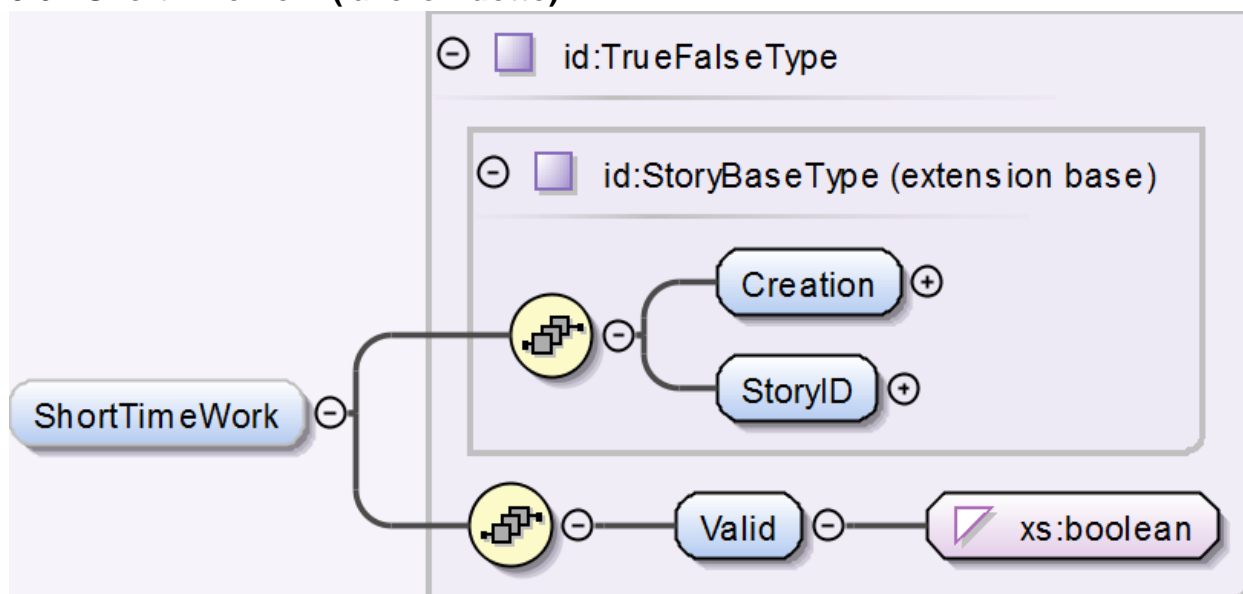 id:TrueFalseType
id:StoryBaseType (extension base)
Creation
StoryID
ShortTimeWork
Valid
xs:boolean